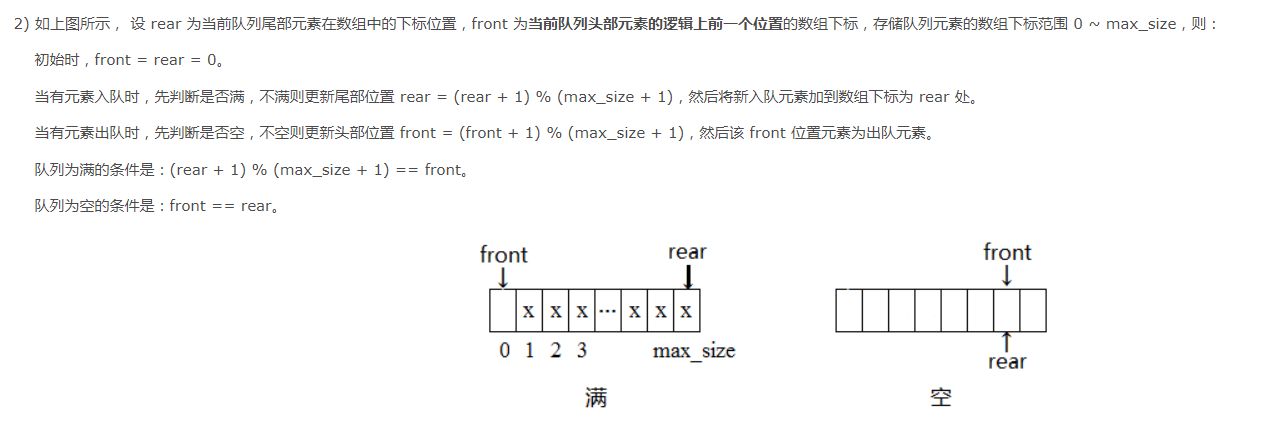 2) 如上图所示， 设 rear 为当前队列尾部元素在数组中的下标位置，front 为当前队列头部元素的逻辑上前一个位置的数组下标，存储队列元素的数组下标范围 0 ~ max_size，则：
初始时，front = rear = 0。
当有元素入队时，先判断是否满，不满则更新尾部位置 rear = (rear + 1) % (max_size + 1)，然后将新入队元素加到数组下标为 rear 处。
当有元素出队时，先判断是否空，不空则更新头部位置 front = (front + 1) % (max_size + 1)，然后该 front 位置元素为出队元素。
队列为满的条件是：(rear + 1) % (max_size + 1) == front。
队列为空的条件是：front == rear。
front rear
x x x ··· x x x
0 1 2 3 max_size
满
front
rear
空